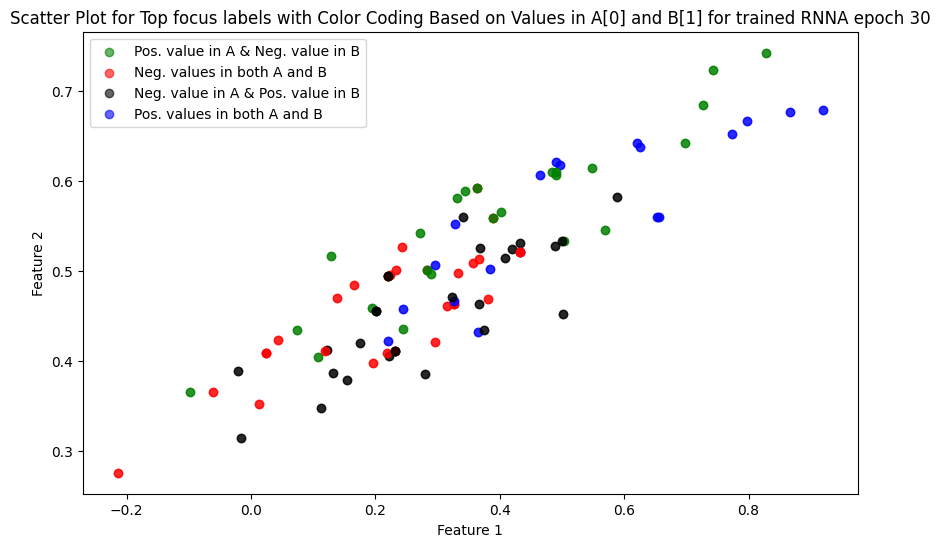 Scatter Plot for Top focus labels with Color Coding Based on Values in A[0] and B[1] for trained RNNA epoch 30
Pos. value in A & Neg. value in B
Neg. values in both A and B
Neg. value in A & Pos. value in B
Pos. values in both A and B
0.7
0.6
0.5
0.4
0.3
Feature 2
−0.2
0.0
0.2
0.4
0.6
0.8
Feature 1